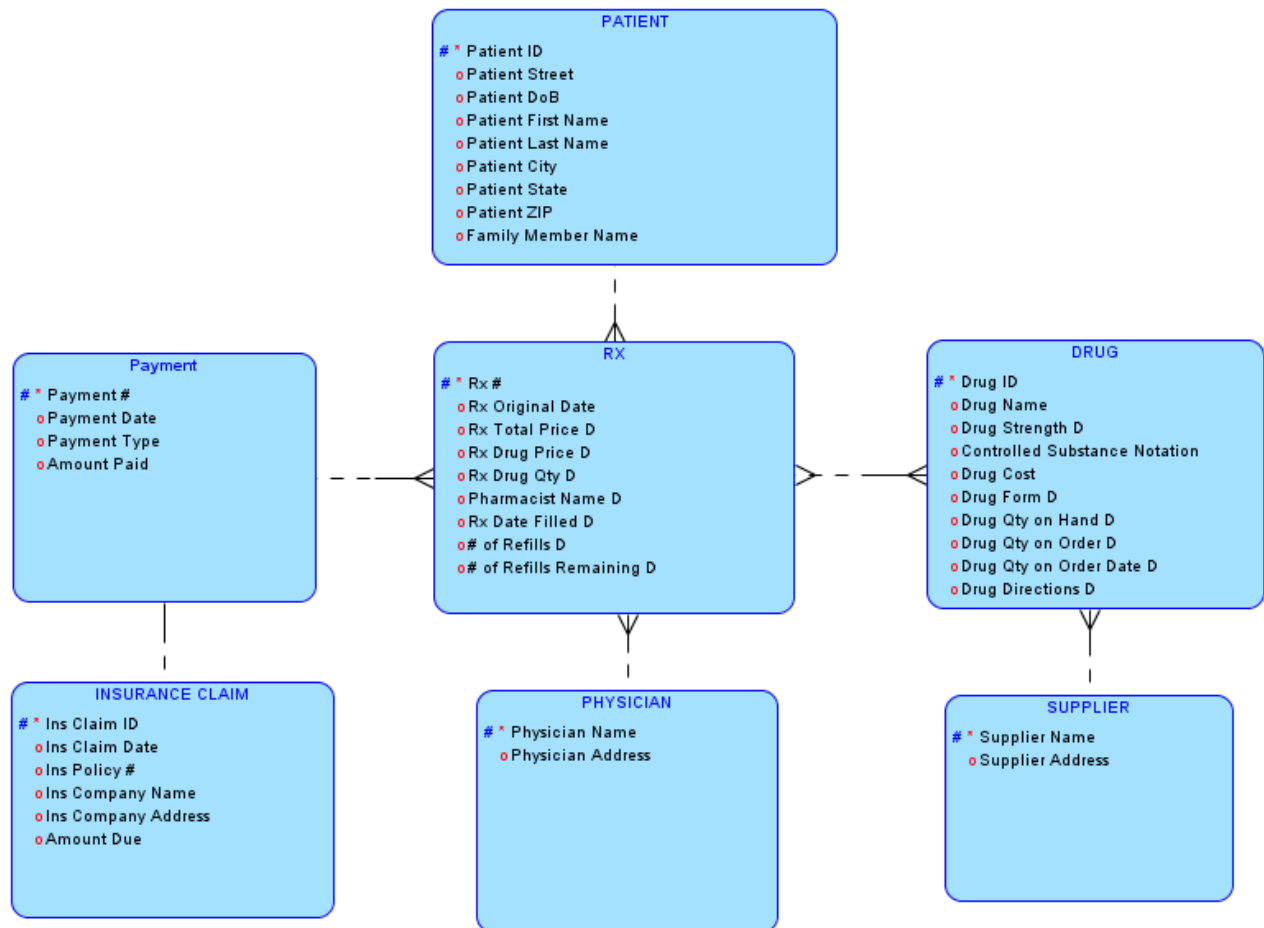 PATIENT
# * Patient ID
o Patient Street
o Patient DoB
o Patient First Name
o Patient Last Name
o Patient City
o Patient State
o Patient ZIP
o Family Member Name
Payment
# * Payment #
o Payment Date
o Payment Type
o Amount Paid
RX
# * Rx #
o Rx Original Date
o Rx Total Price D
o Rx Drug Price D
o Rx Drug Qty D
o Pharmacist Name D
o Rx Date Filled D
o # of Refills D
o # of Refills Remaining D
DRUG
# * Drug ID
o Drug Name
o Drug Strength D
o Controlled Substance Notation
o Drug Cost
o Drug Form D
o Drug Qty on Hand D
o Drug Qty on Order D
o Drug Qty on Order Date D
o Drug Directions D
INSURANCE CLAIM
# * Ins Claim ID
o Ins Claim Date
o Ins Policy #
o Ins Company Name
o Ins Company Address
o Amount Due
PHYSICIAN
# * Physician Name
o Physician Address
SUPPLIER
# * Supplier Name
o Supplier Address